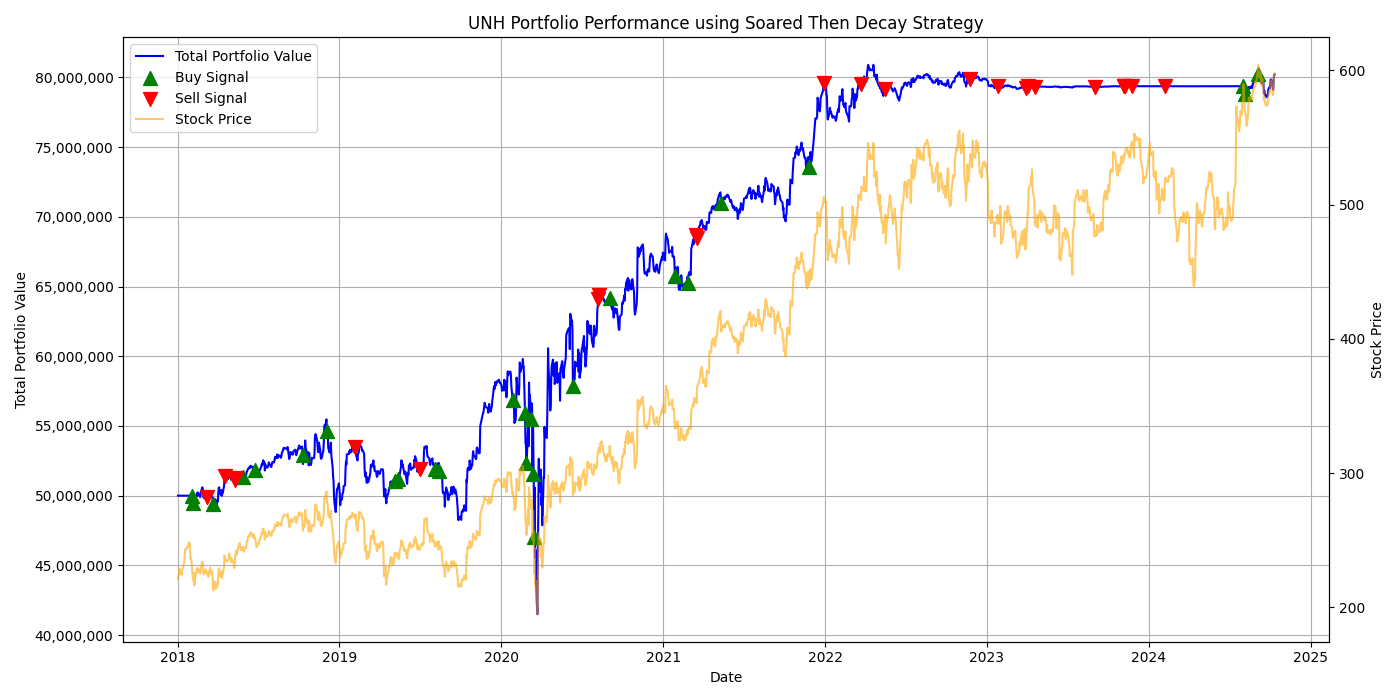 UNH Portfolio Performance using Soared Then Decay Strategy
Total Portfolio Value
Buy Signal
Sell Signal
Stock Price
80,000,000
75,000,000
70,000,000
65,000,000
60,000,000
55,000,000
50,000,000
45,000,000
40,000,000
Total Portfolio Value
600
500
400
300
200
Stock Price
2018 2019 2020 2021 2022 2023 2024 2025
Date